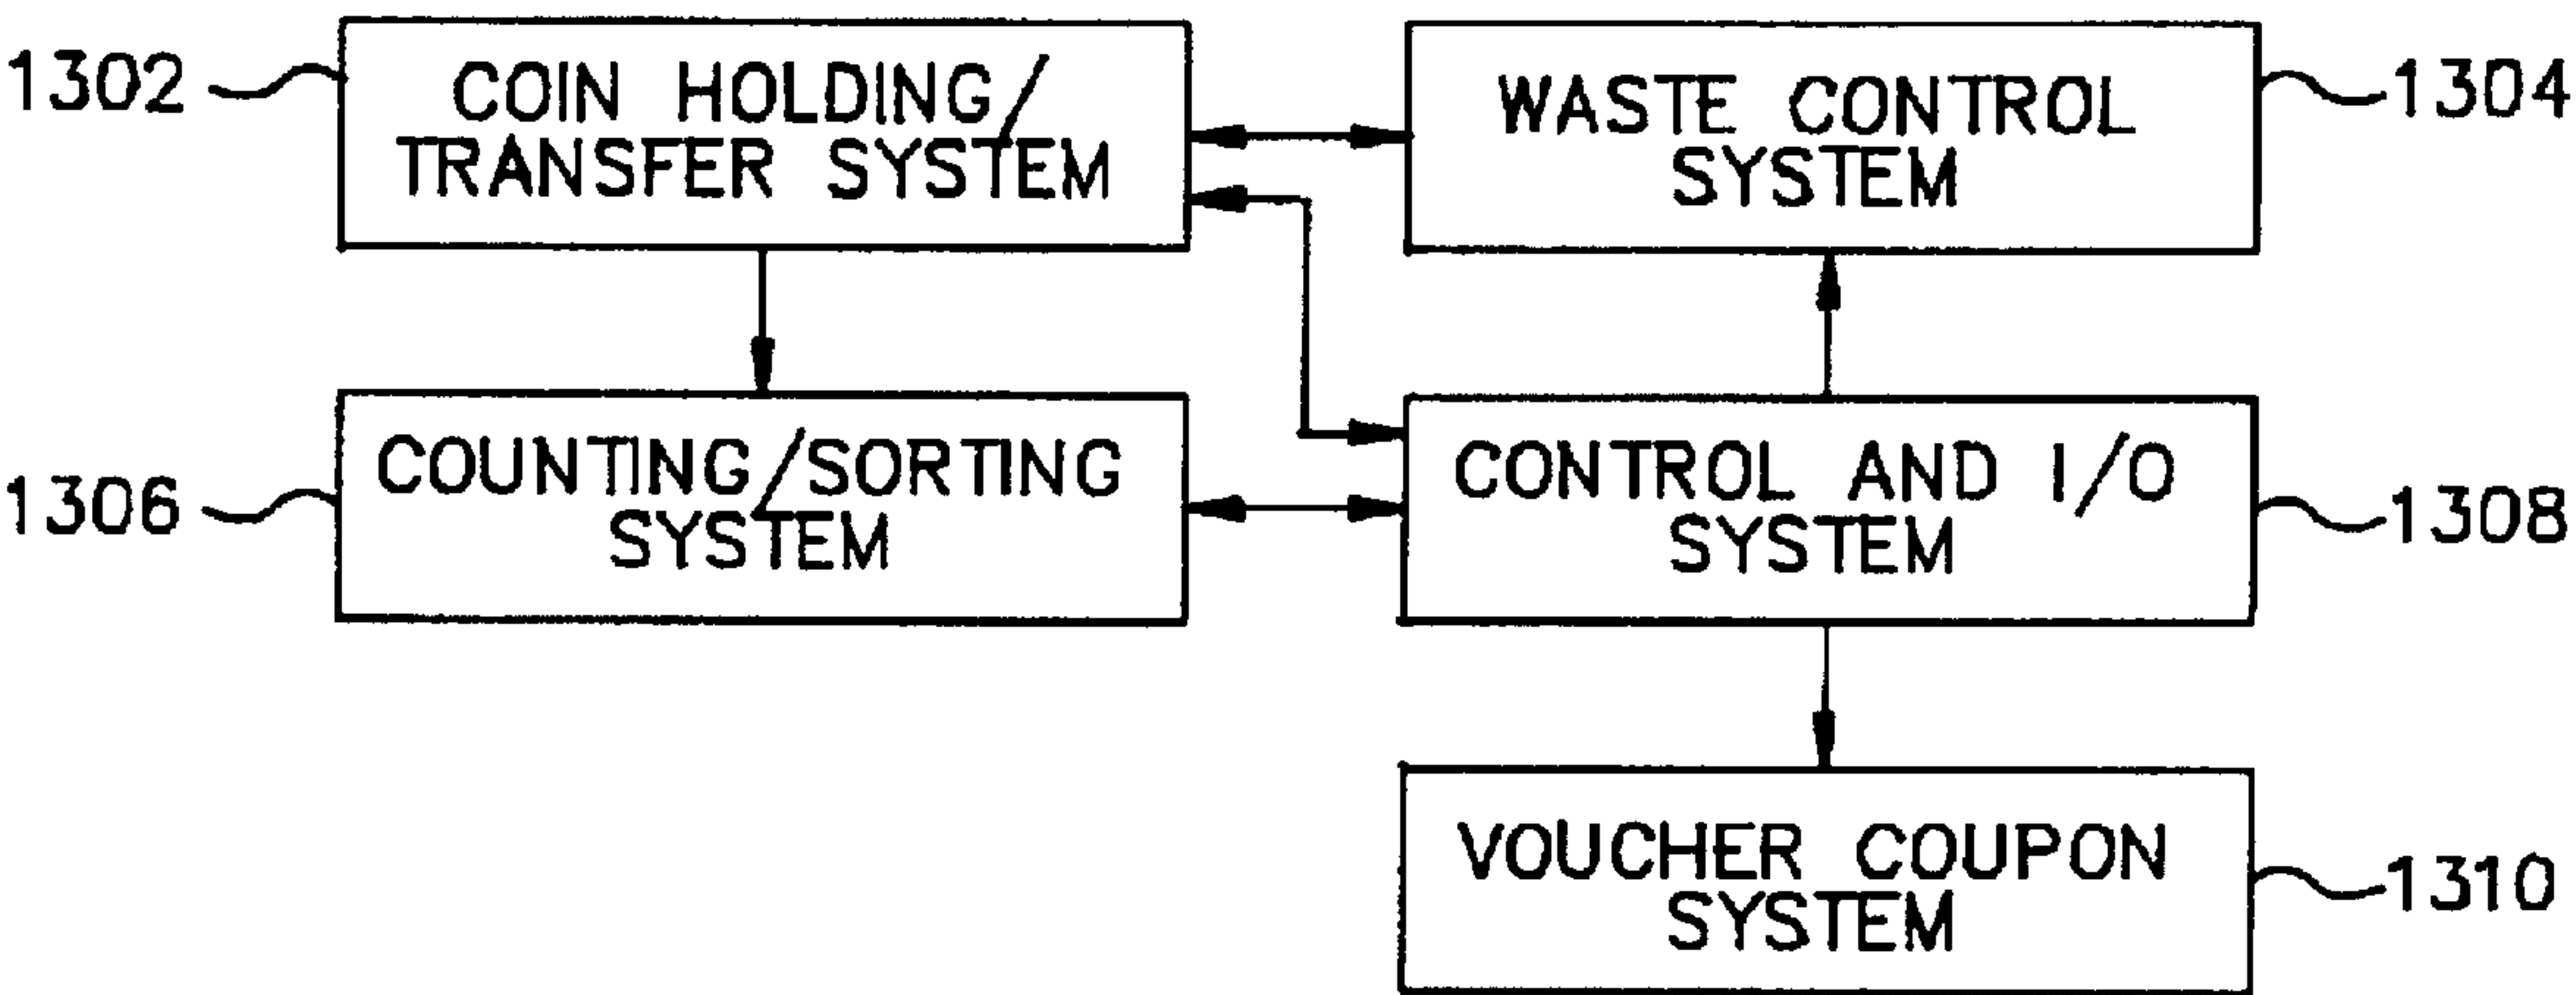 1302
COIN HOLDING/
TRANSFER SYSTEM
WASTE CONTROL
SYSTEM
1304
1306
COUNTING/SORTING
SYSTEM
CONTROL AND I/O
SYSTEM
1308
VOUCHER COUPON
SYSTEM
1310